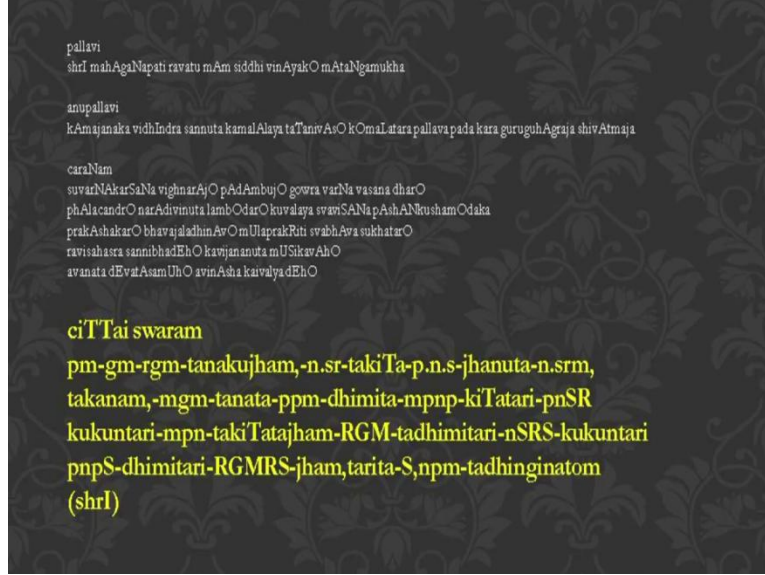 pallavi
shrI mahAgaNapati ravatu mAm siddhi vinAyakO mAtaNgamukha
anupallavi
kAmajanaka vidhIndra sannuta kamalAlaya taTanivAsO kOmaLatara pallava pada kara guruguhAgraja shivAtmaja
caraNam
suvarNAkarSaNa vighnarAjO pAdAmbujO gowra varNa vasana dharO
phAlacandrO narAdivinuta lambOdarO kuvalaya svaviSANa pAshANkushamOdaka
prakAshakarO bhavajaladhinAvO mUlaprakRiti svabhAva sukhatarO
ravisahasra sannibhadEhO kavijananuta mUSikavAhO
avanata dEvatAsamUhO avinAsha kaivalyadEhO
ciTTai swaram
pm-gm-rgm-tanakujham,-n.sr-takiTa-p.n.s-jhanuta-n.srm,
takanam,-mgm-tanata-ppm-dhimita-mpnp-kiTatari-pnSR
kukuntari-mpn-takiTatajham-RGM-tadhimitari-nSRS-kukuntari
pnpS-dhimitari-RGMRS-jham,tarita-S,npm-tadhinginatom
(shrI)